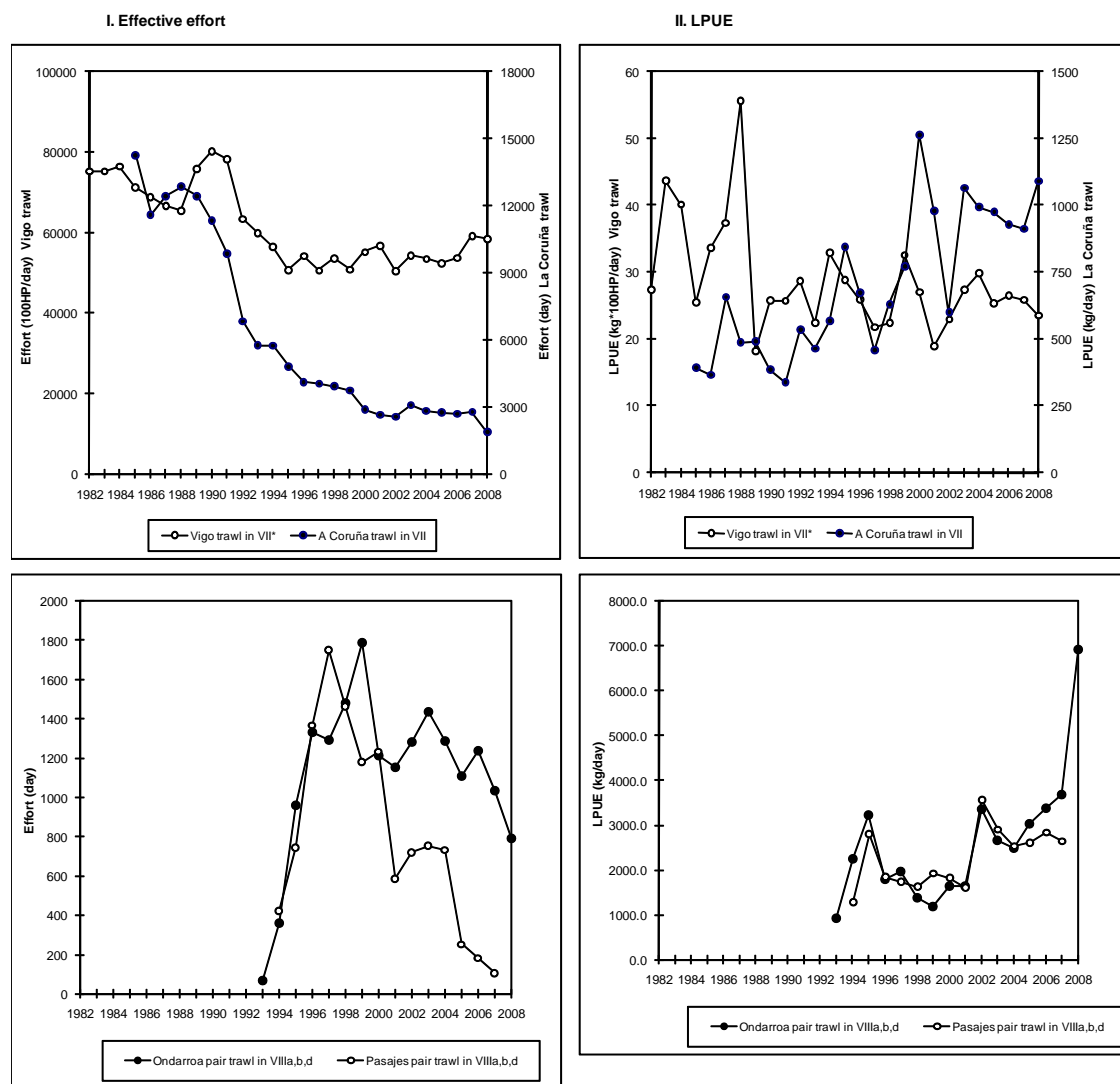 I. Effective effort
II. LPUE
100000
80000
60000
40000
20000
0
Effort (100HP/day) Vigo trawl
18000
15000
12000
9000
6000
3000
0
Effort (day) La Coruña trawl
1982 1984 1986 1988 1990 1992 1994 1996 1998 2000 2002 2004 2006 2008
Vigo trawl in VII* A Coruña trawl in VII
60
50
40
30
20
10
0
LPUE (kg*100HP/day) Vigo trawl
1500
1250
1000
750
500
250
0
LPUE (kg/day) La Coruña trawl
1982 1984 1986 1988 1990 1992 1994 1996 1998 2000 2002 2004 2006 2008
Vigo trawl in VII* A Coruña trawl in VII
2000
1800
1600
1400
1200
1000
800
600
400
200
0
Effort (day)
1982 1984 1986 1988 1990 1992 1994 1996 1998 2000 2002 2004 2006 2008
Ondarroa pair trawl in VIIIa,b,d Pasajes pair trawl in VIIIa,b,d
8000.0
7000.0
6000.0
5000.0
4000.0
3000.0
2000.0
1000.0
0.0
LPUE (kg/day)
1982 1984 1986 1988 1990 1992 1994 1996 1998 2000 2002 2004 2006 2008
Ondarroa pair trawl in VIIIa,b,d Pasajes pair trawl in VIIIa,b,d